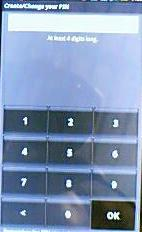 Create/Change your PIN
At least 4 digits long.
1 2 3
4 5 6
7 8 9
< 0 OK